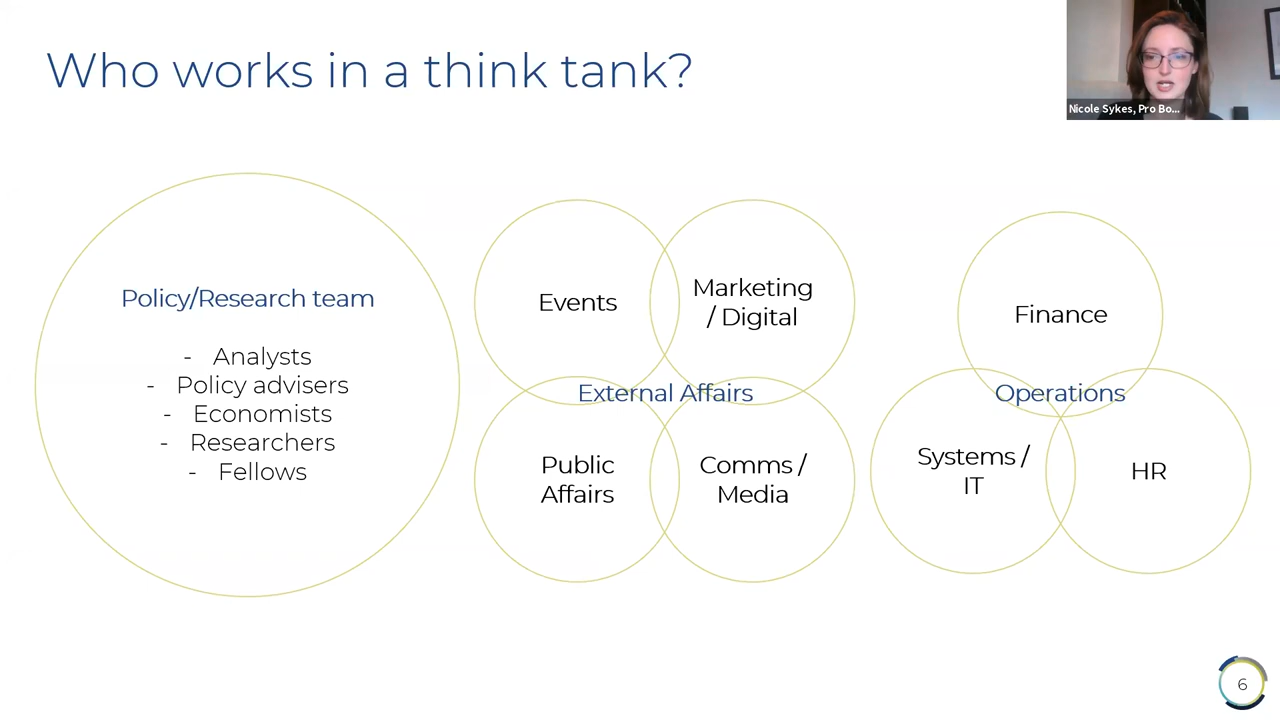 Who works in a think tank?
Nicole Sykes, Pro Bo...
Policy/Research team
- Analysts
- Policy advisers
- Economists
- Researchers
- Fellows
Events
Marketing
/ Digital
External Affairs
Public
Affairs
Comms /
Media
Finance
Operations
Systems /
IT
HR
6